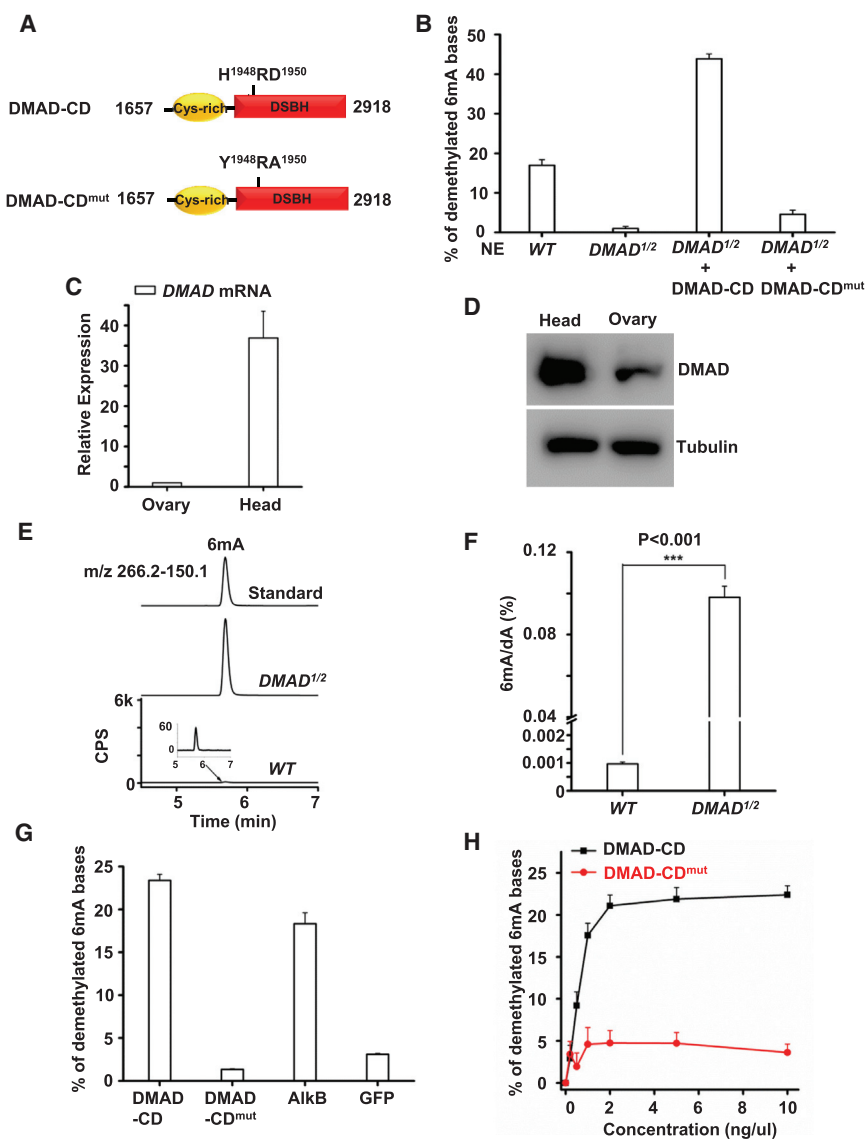 A
H¹⁹⁴⁸RD¹⁹⁵⁰
DMAD-CD 1657 Cys-rich DSBH 2918
Y¹⁹⁴⁸RA¹⁹⁵⁰
DMAD-CDᵐᵘᵗ 1657 Cys-rich DSBH 2918
B
% of demethylated 6mA bases
50
40
30
20
10
0
NE WT DMAD¹/² DMAD¹/² DMAD¹/²
+ +
DMAD-CD DMAD-CDᵐᵘᵗ
C
DMAD mRNA
Relative Expression
40
30
20
10
0
Ovary Head
D
Head Ovary
DMAD
Tubulin
E
6mA
m/z 266.2-150.1
Standard
DMAD¹/²
6k
CPS
60
0
5 6 7
WT
0
5 6 7
Time (min)
F
P<0.001
***
6mA/dA (%)
0.12
0.08
0.04
0.002
0.001
0
WT DMAD¹/²
G
% of demethylated 6mA bases
25
20
15
10
5
0
DMAD DMAD AlkB GFP
-CD -CDᵐᵘᵗ
H
DMAD-CD
DMAD-CDᵐᵘᵗ
% of demethylated 6mA bases
25
20
15
10
5
0
0 2 4 6 8 10
Concentration (ng/ul)